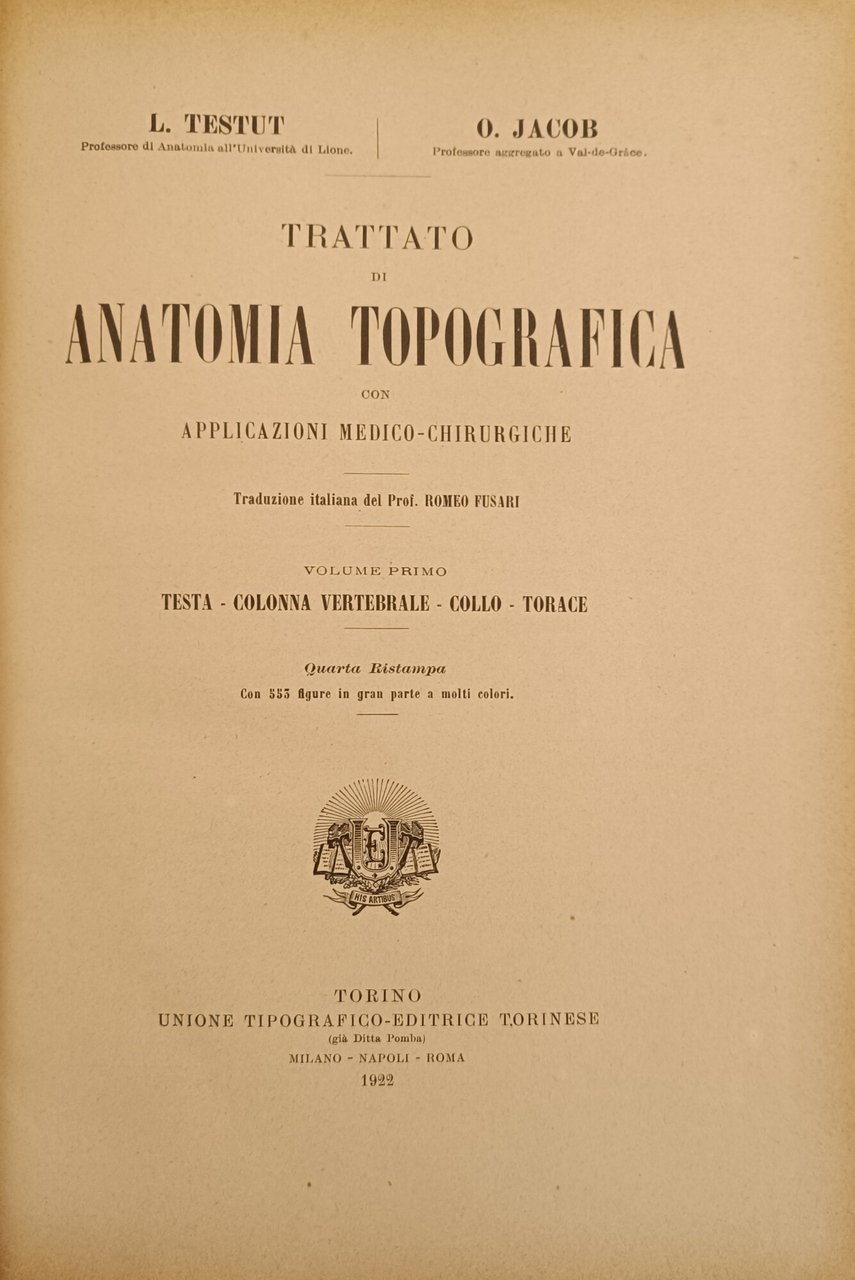 L. TESTUT
Professore di Anatomia all'Università di Lione.
O. JACOB
Professore aggregato a Val-de-Grâce.
TRATTATO
DI
ANATOMIA TOPOGRAFICA
CON
APPLICAZIONI MEDICO-CHIRURGICHE
Traduzione italiana del Prof. ROMEO FUSARI
VOLUME PRIMO
TESTA - COLONNA VERTEBRALE - COLLO - TORACE
Quarta Ristampa
Con 553 figure in gran parte a molti colori.
UTET
HIS ARTIBUS
TORINO
UNIONE TIPOGRAFICO-EDITRICE TORINESE
(già Ditta Pomba)
MILANO - NAPOLI - ROMA
1922